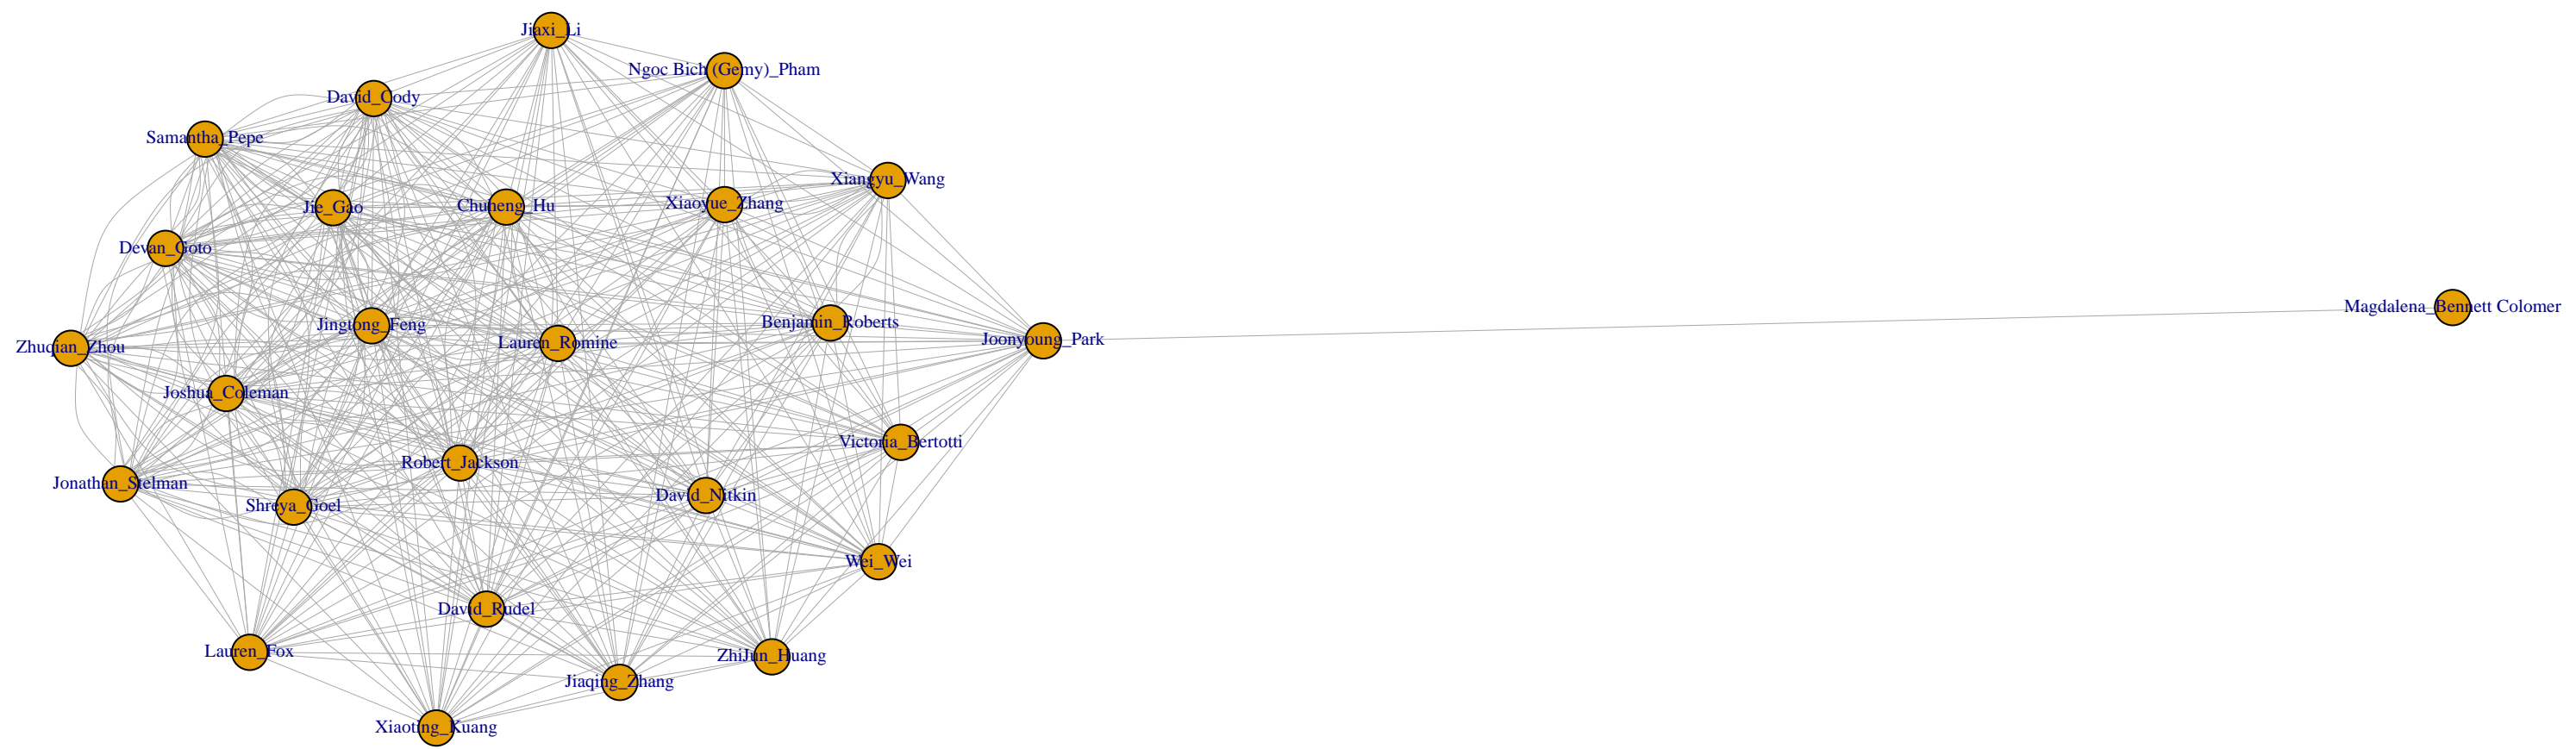 Jiaxi_Li
Ngoc Bich (Gemy)_Pham
David_Cody
Samantha_Pepe
Xiangyu_Wang
Jie_Gao
Chuheng_Hu
Xiaoyue_Zhang
Devan_Goto
Magdalena_Bennett Colomer
Jingtong_Feng
Benjamin_Roberts
Zhuqian_Zhou
Lauren_Romine
Joonyoung_Park
Joshua_Coleman
Victoria_Bertotti
Robert_Jackson
Jonathan_Stelman
David_Nitkin
Shreya_Goel
Wei_Wei
David_Rudel
Lauren_Fox
ZhiJun_Huang
Jiaqing_Zhang
Xiaoting_Kuang